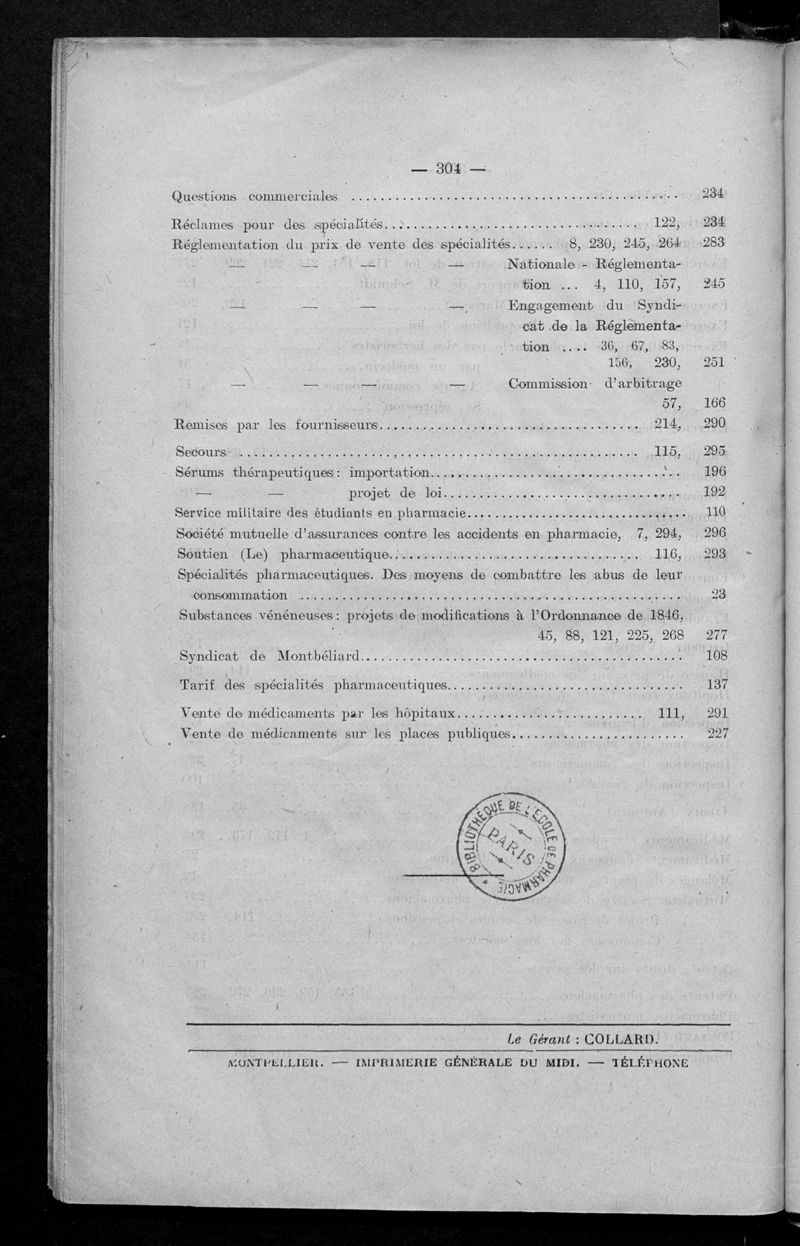 — 304 —
Questions commerciales ........ 234
Réclames pour des spécialités........ 122, 234
Réglementation du prix de vente des spécialités...... 8, 230, 245, 264 283
— — — — Nationale - Réglementa-
tion ... 4, 110, 157, 245
— — — — Engagement du Syndi-
cat de la Réglementa-
tion .... 36, 67, 83,
156, 230, 251
— — — — Commission d'arbitrage
57, 166
Remises par les fournisseurs........ 214, 290
Secours ........ 115, 295
Sérums thérapeutiques : importation........ 196
— — projet de loi........ 192
Service militaire des étudiants en pharmacie........ 110
Société mutuelle d'assurances contre les accidents en pharmacie, 7, 294, 296
Soutien (Le) pharmaceutique........ 116, 293
Spécialités pharmaceutiques. Des moyens de combattre les abus de leur
consommation ........ 23
Substances vénéneuses : projets de modifications à l'Ordonnance de 1846,
45, 88, 121, 225, 268 277
Syndicat de Montbéliard........ 108
Tarif des spécialités pharmaceutiques........ 137
Vente de médicaments par les hôpitaux........ 111, 291
Vente de médicaments sur les places publiques........ 227
BIBLIOTHÈQUE DE L'ÉCOLE DE PHARMACIE
PARIS
Le Gérant : COLLARD.
MONTPELLIER. — IMPRIMERIE GÉNÉRALE DU MIDI. — TÉLÉPHONE